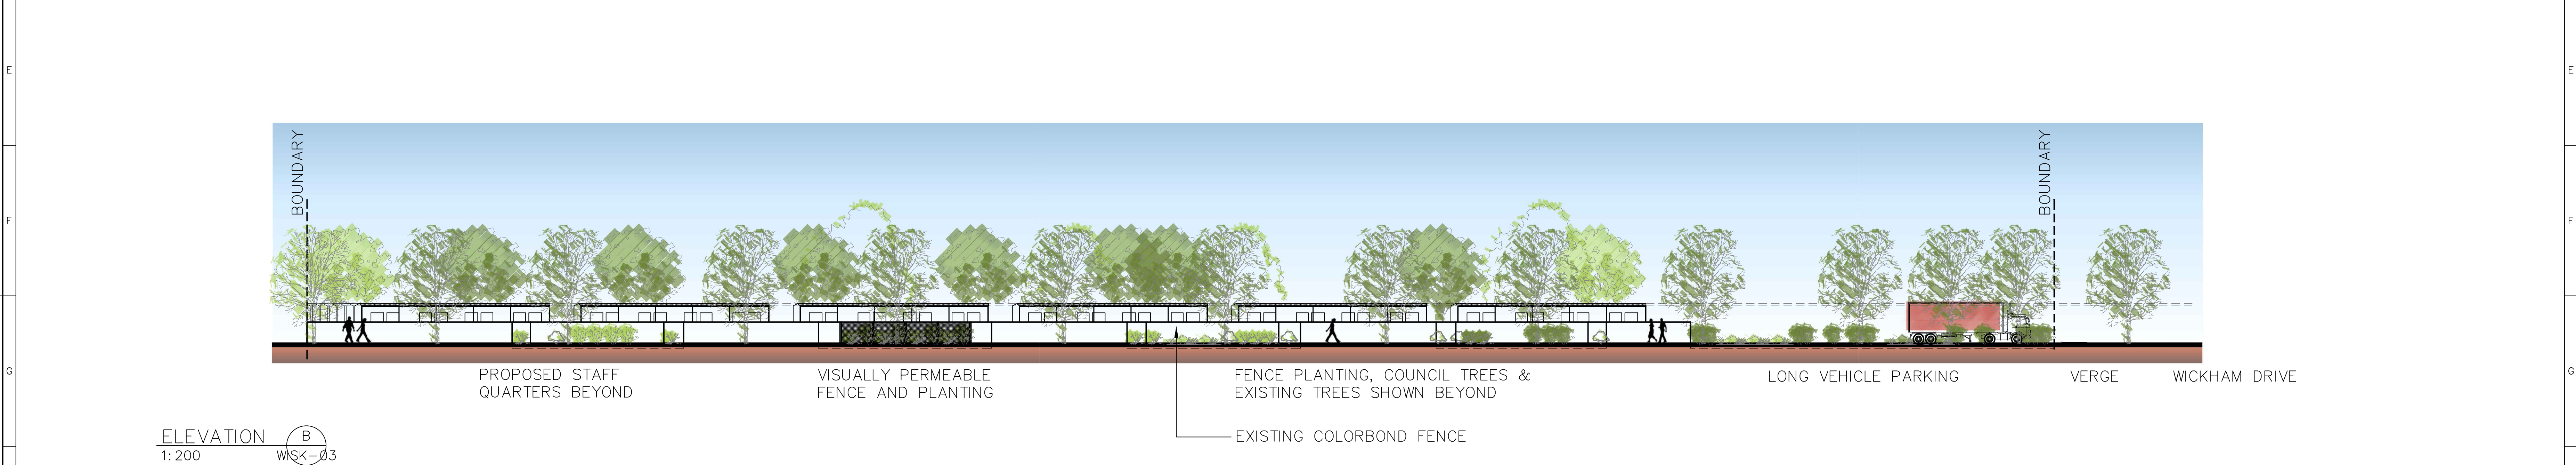 E
E
BOUNDARY
BOUNDARY
F
F
G
G
PROPOSED STAFF
QUARTERS BEYOND
VISUALLY PERMEABLE
FENCE AND PLANTING
FENCE PLANTING, COUNCIL TREES &
EXISTING TREES SHOWN BEYOND
LONG VEHICLE PARKING
VERGE
WICKHAM DRIVE
EXISTING COLORBOND FENCE
ELEVATION
B
1:200
WISK-03